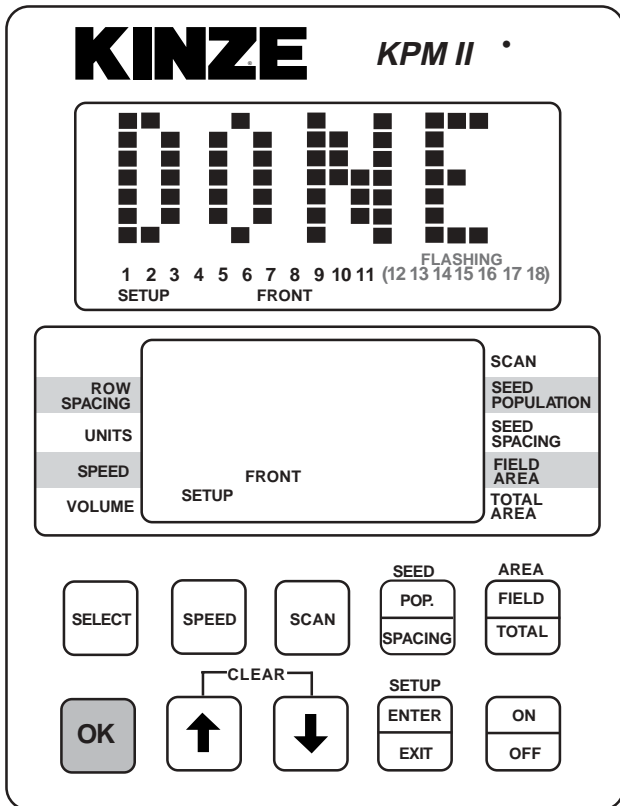 KINZE KPM II
DONE
FLASHING
1 2 3 4 5 6 7 8 9 10 11 (12 13 14 15 16 17 18)
SETUP FRONT
ROW
SPACING
UNITS
SPEED
VOLUME
FRONT
SETUP
SCAN
SEED
POPULATION
SEED
SPACING
FIELD
AREA
TOTAL
AREA
SELECT
SPEED
SCAN
SEED
POP.
SPACING
AREA
FIELD
TOTAL
CLEAR
OK
SETUP
ENTER
EXIT
ON
OFF